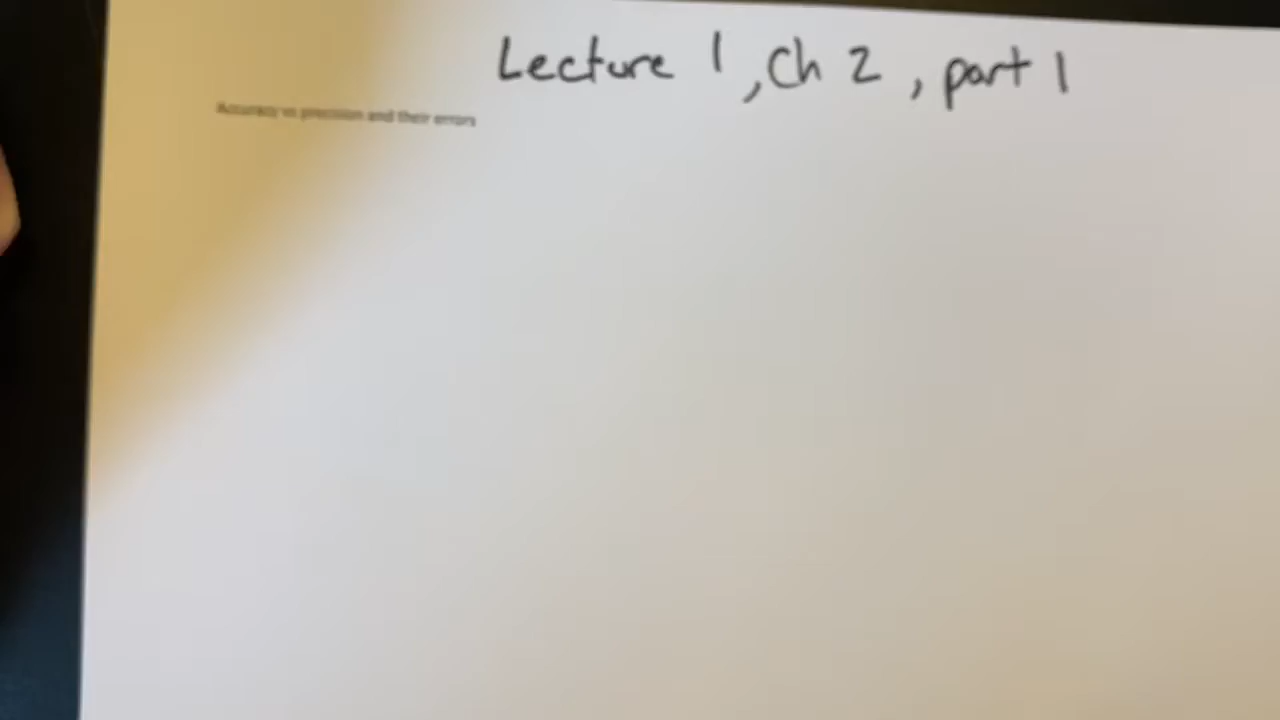 Lecture 1, Ch 2, part 1
Accuracy vs precision and their errors